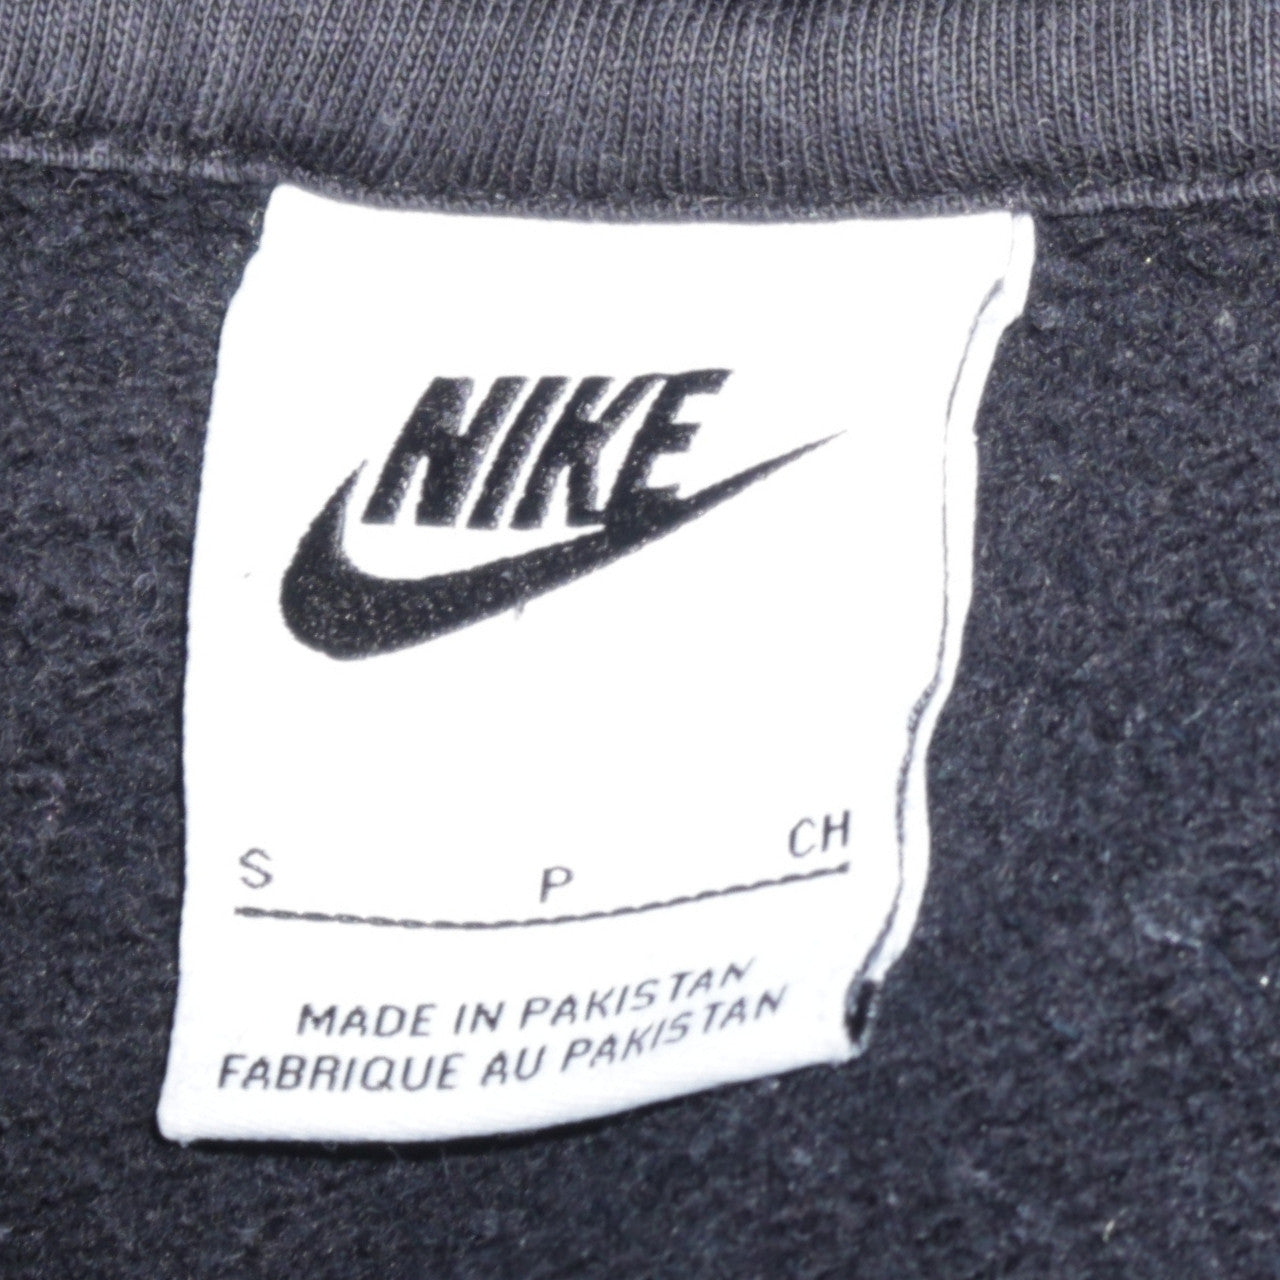 NIKE
S P CH
MADE IN PAKISTAN
FABRIQUE AU PAKISTAN